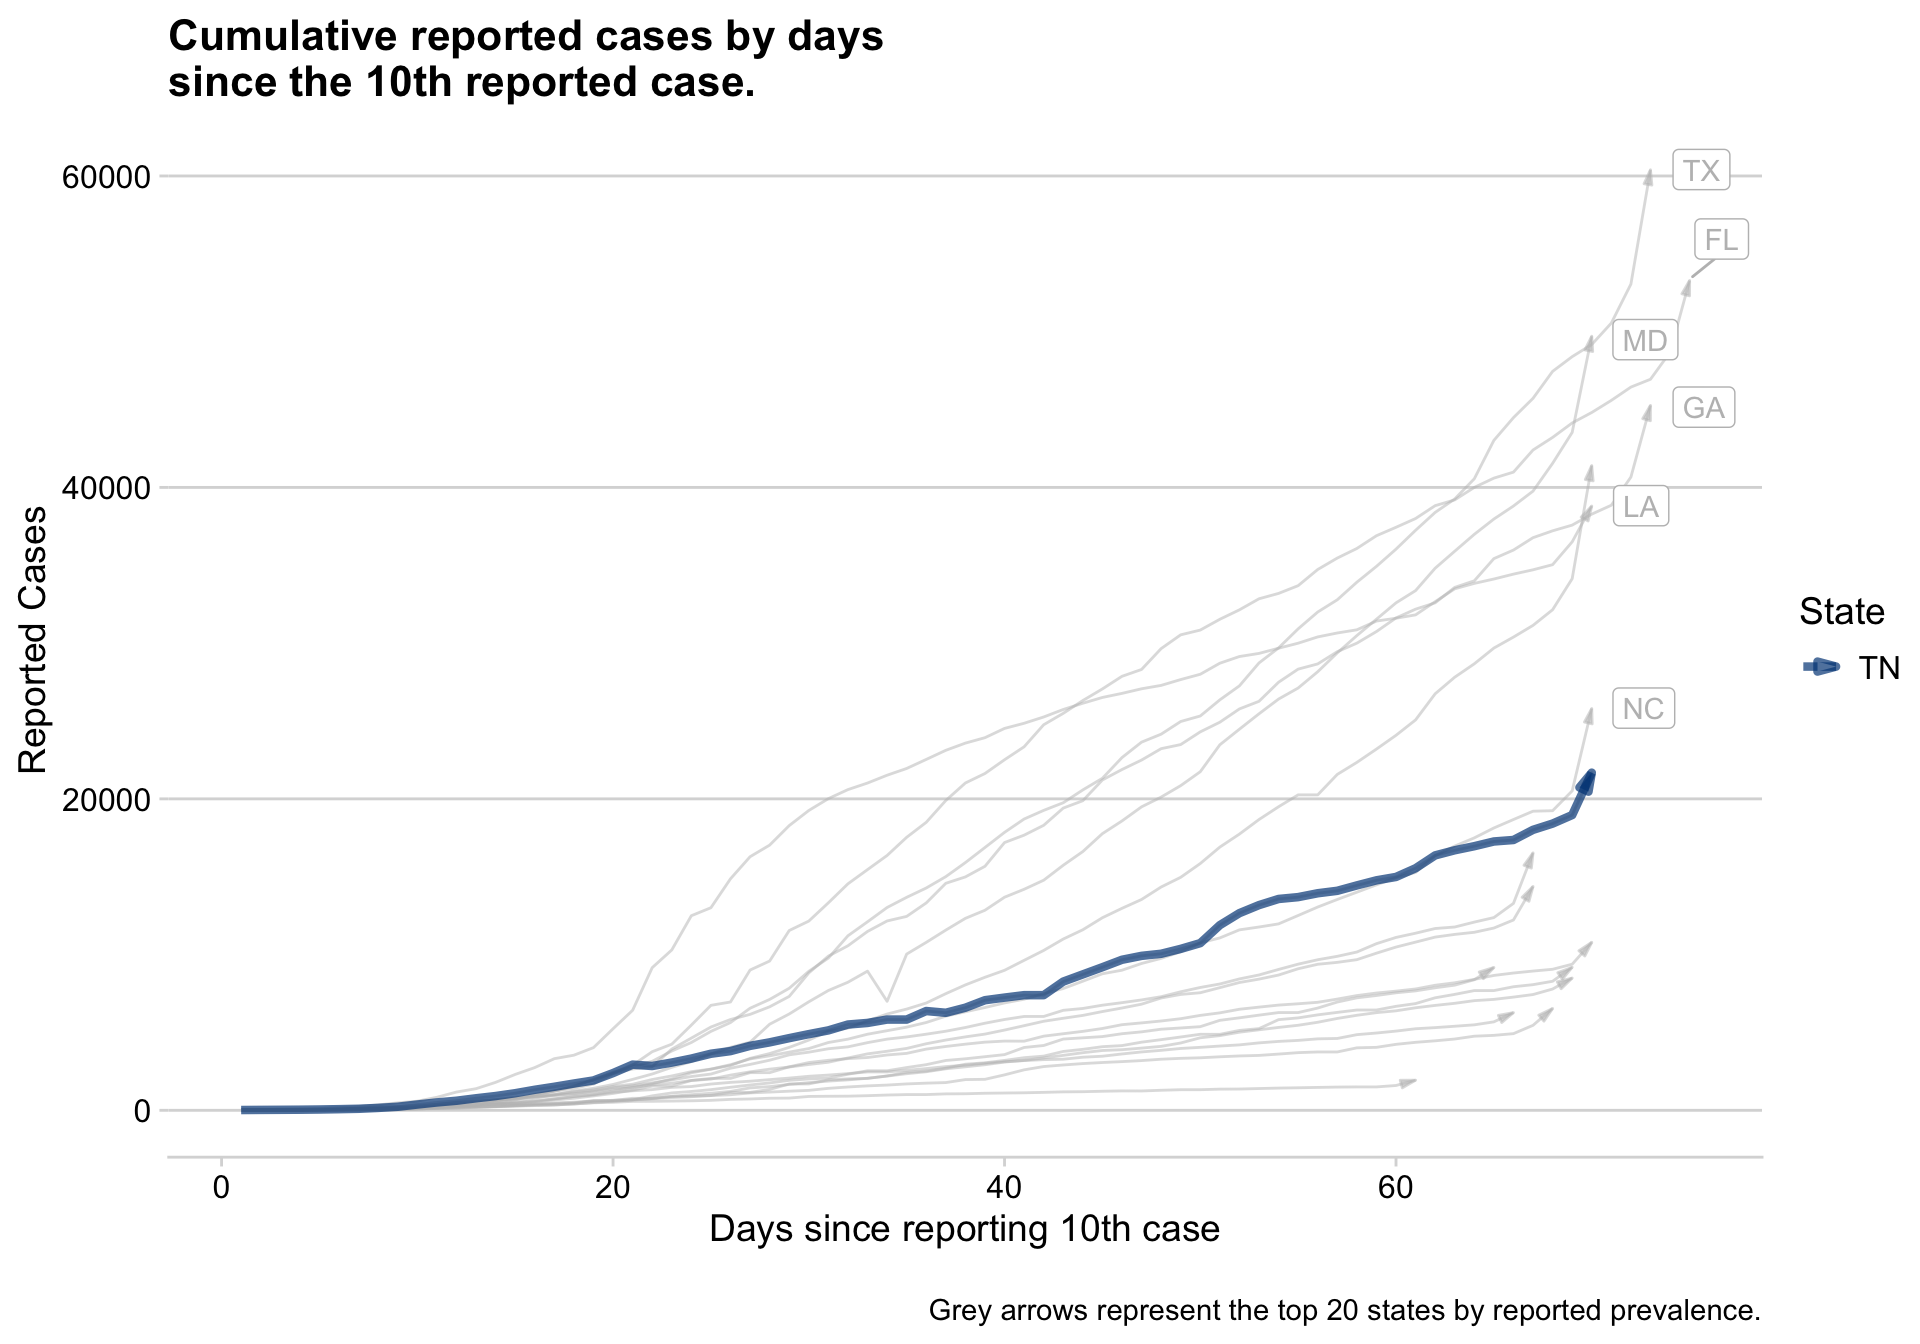 Cumulative reported cases by days
since the 10th reported case.
60000
40000
20000
0
Reported Cases
TX
FL
MD
GA
LA
NC
State
TN
0
20
40
60
Days since reporting 10th case
Grey arrows represent the top 20 states by reported prevalence.